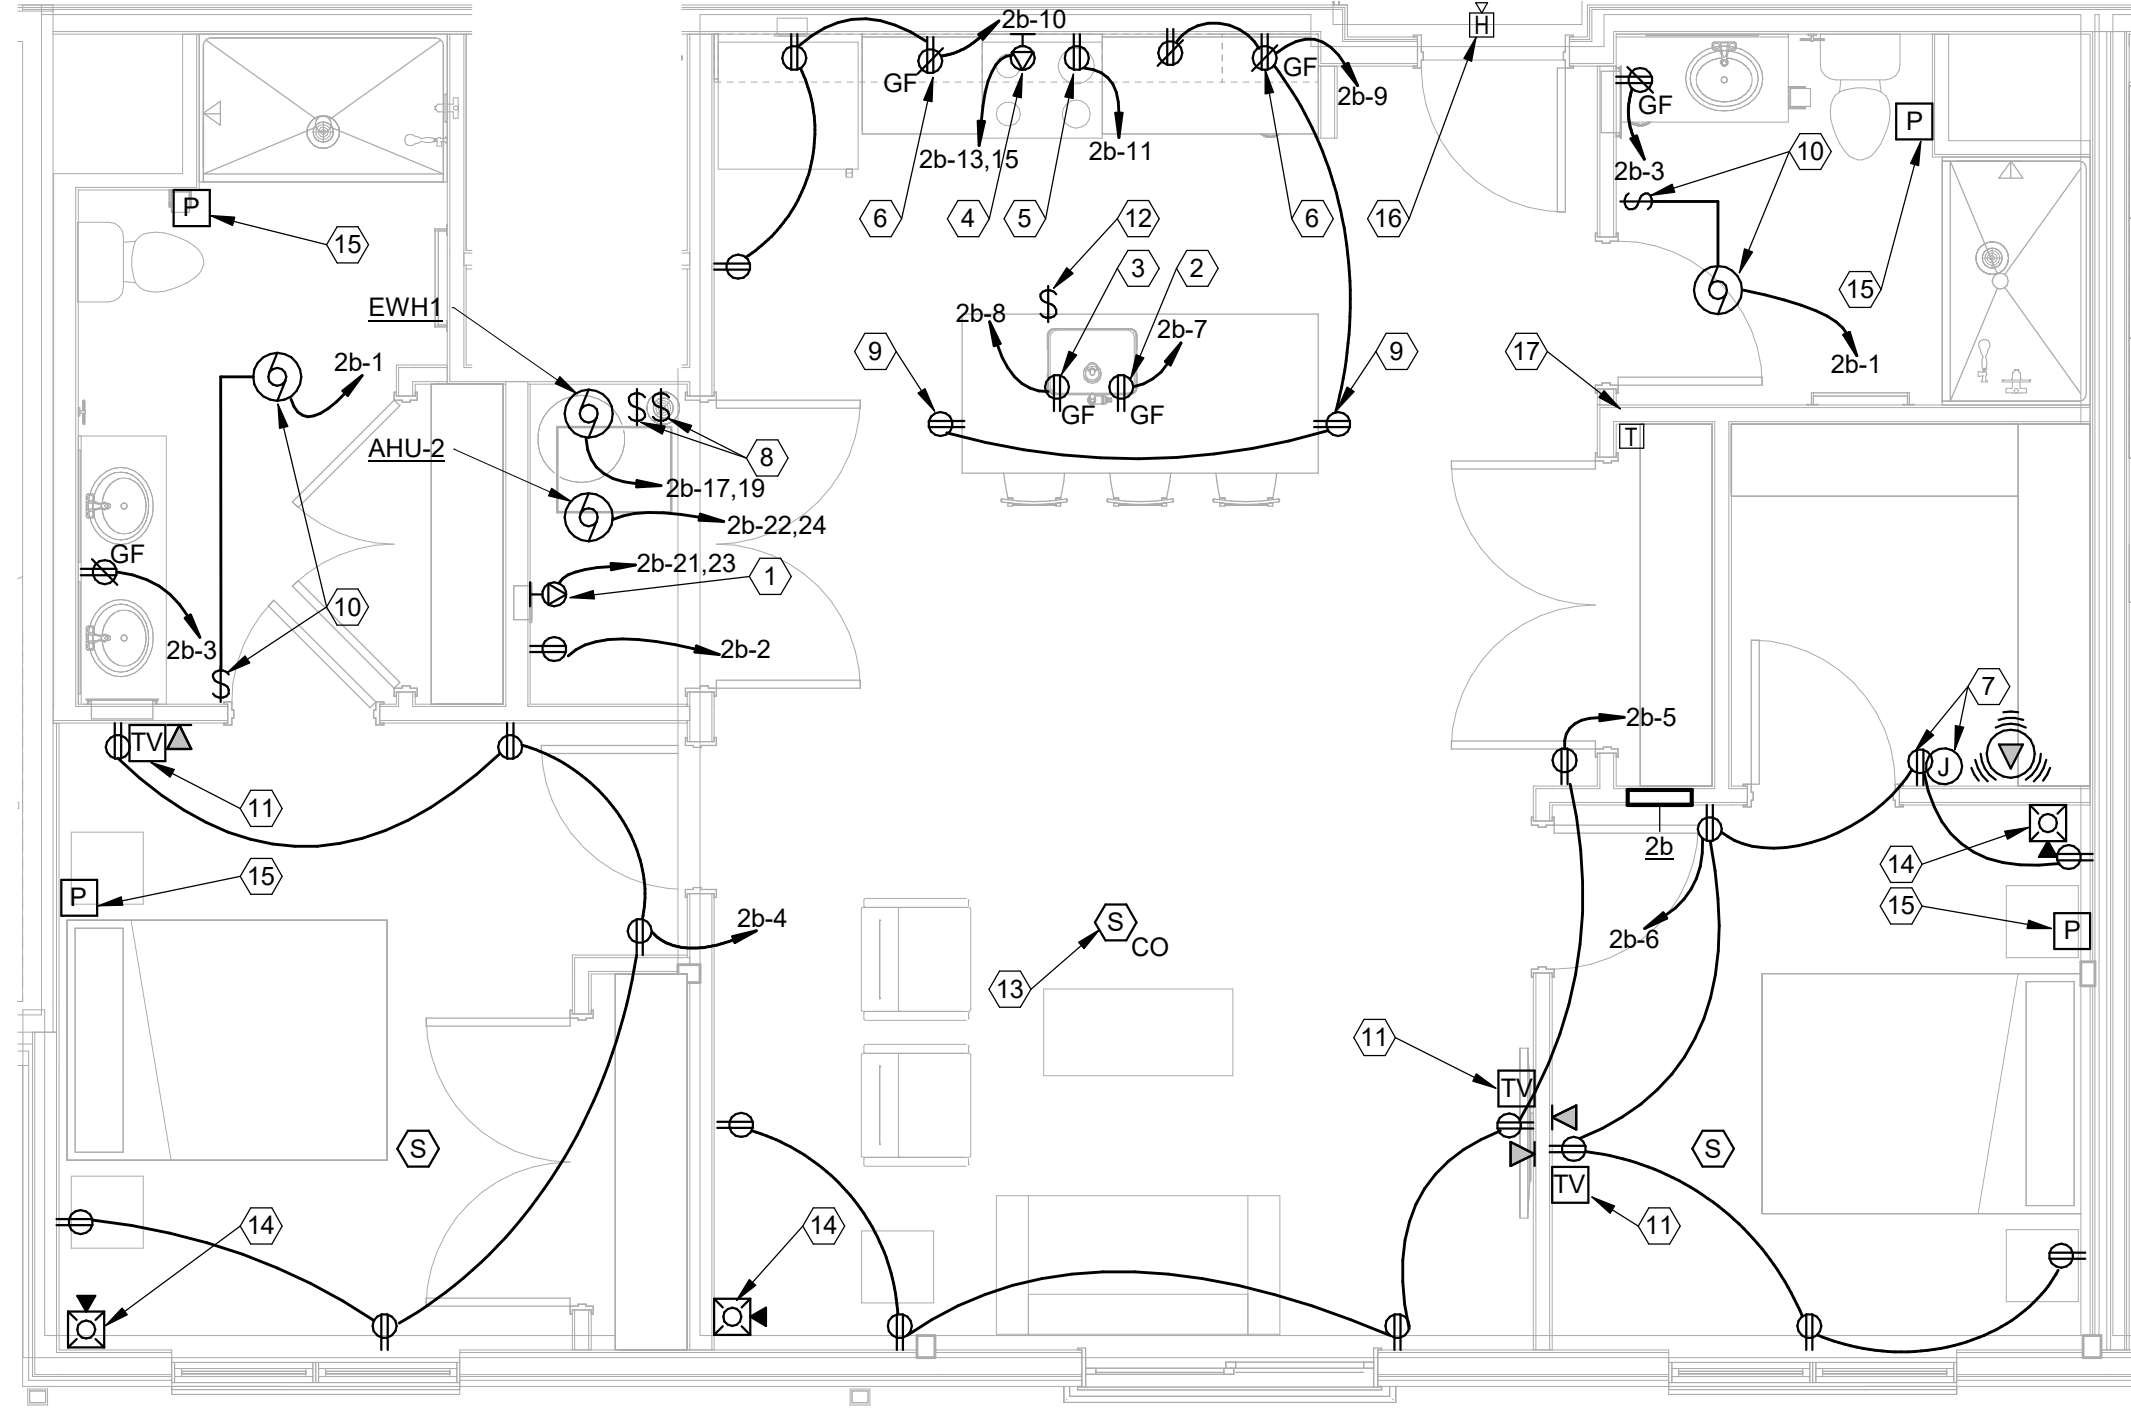 2b-10
H
GF
GF
2b-9
GF
2b-13,15
2b-11
P
10
2b-3
P
15
6
4
5
12
6
16
3
2
15
EWH1
2b-8
2b-7
2b-1
9
9
17
2b-1
GF
GF
AHU-2
$
$
$
8
T
2b-17,19
2b-22,24
GF
2b-21,23
1
10
2b-3
2b-2
$
$
7
2b-5
TV
J
11
2b
14
15
P
15
P
2b-4
S
CO
2b-6
13
11
TV
S
S
TV
14
14
11